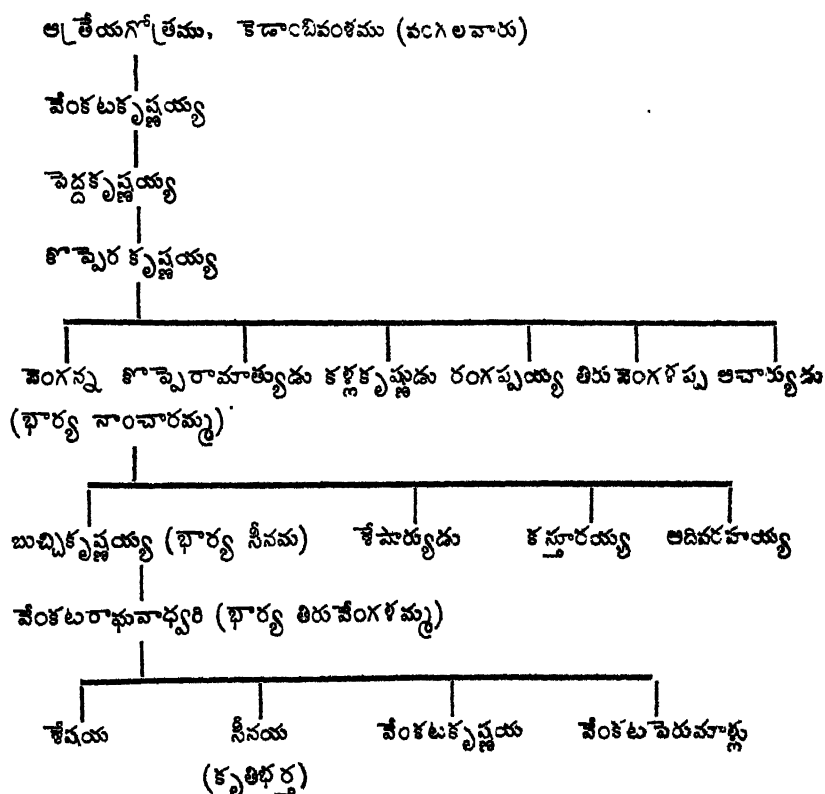 ఆత్రేయగోత్రము, కెడాంబివంశము (వంగలవారు)
వేంకటకృష్ణయ్య
పెద్దకృష్ణయ్య
కొప్పెర కృష్ణయ్య
వెంగన్న కొప్పెరామాత్యుడు కళ్లకృష్ణుడు రంగప్పయ్య తిరువెంగళప్ప ఆచార్యుడు
(భార్య నాంచారమ్మ)
బుచ్చికృష్ణయ్య (భార్య సీనమ) శేషార్యుడు కస్తూరయ్య ఆదివరహయ్య
వేంకటరాఘవాధ్వరి (భార్య తిరువేంగళమ్మ)
శేషయ సీనయ వేంకటకృష్ణయ వేంకటపెరుమాళ్లు
(కృతిభర్త)